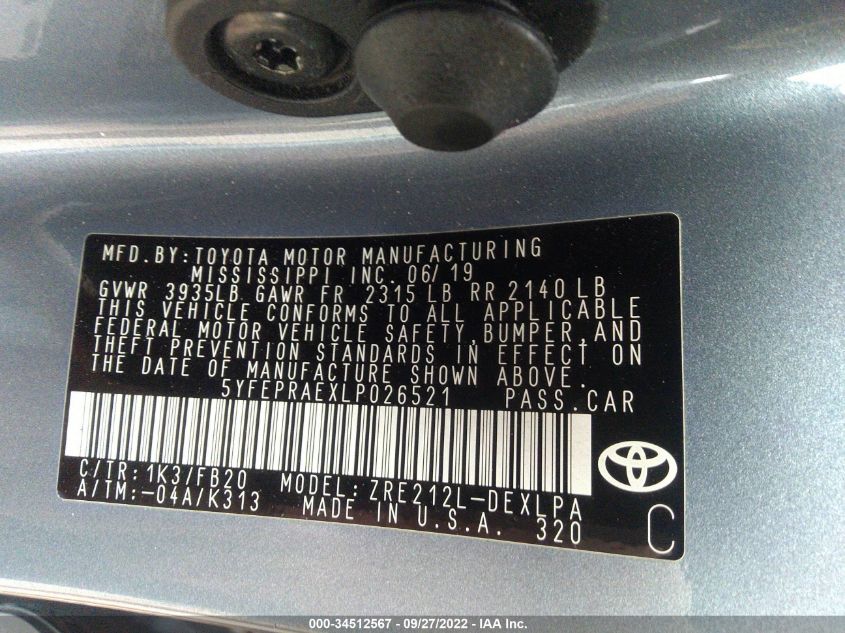 MFD. BY: TOYOTA MOTOR MANUFACTURING
MISSISSIPPI INC. 06/19
GVWR 3935LB GAWR FR 2315 LB RR 2140 LB
THIS VEHICLE CONFORMS TO ALL APPLICABLE
FEDERAL MOTOR VEHICLE SAFETY, BUMPER, AND
THEFT PREVENTION STANDARDS IN EFFECT ON
THE DATE OF MANUFACTURE SHOWN ABOVE.
5YFEPRAEXLP026521 PASS. CAR
C/TR: 1K3/FB20 MODEL: ZRE212L-DEXLPA
A/TM: -04A/K313 MADE IN U.S.A. 320
C
000-34512567 - 09/27/2022 - IAA Inc.